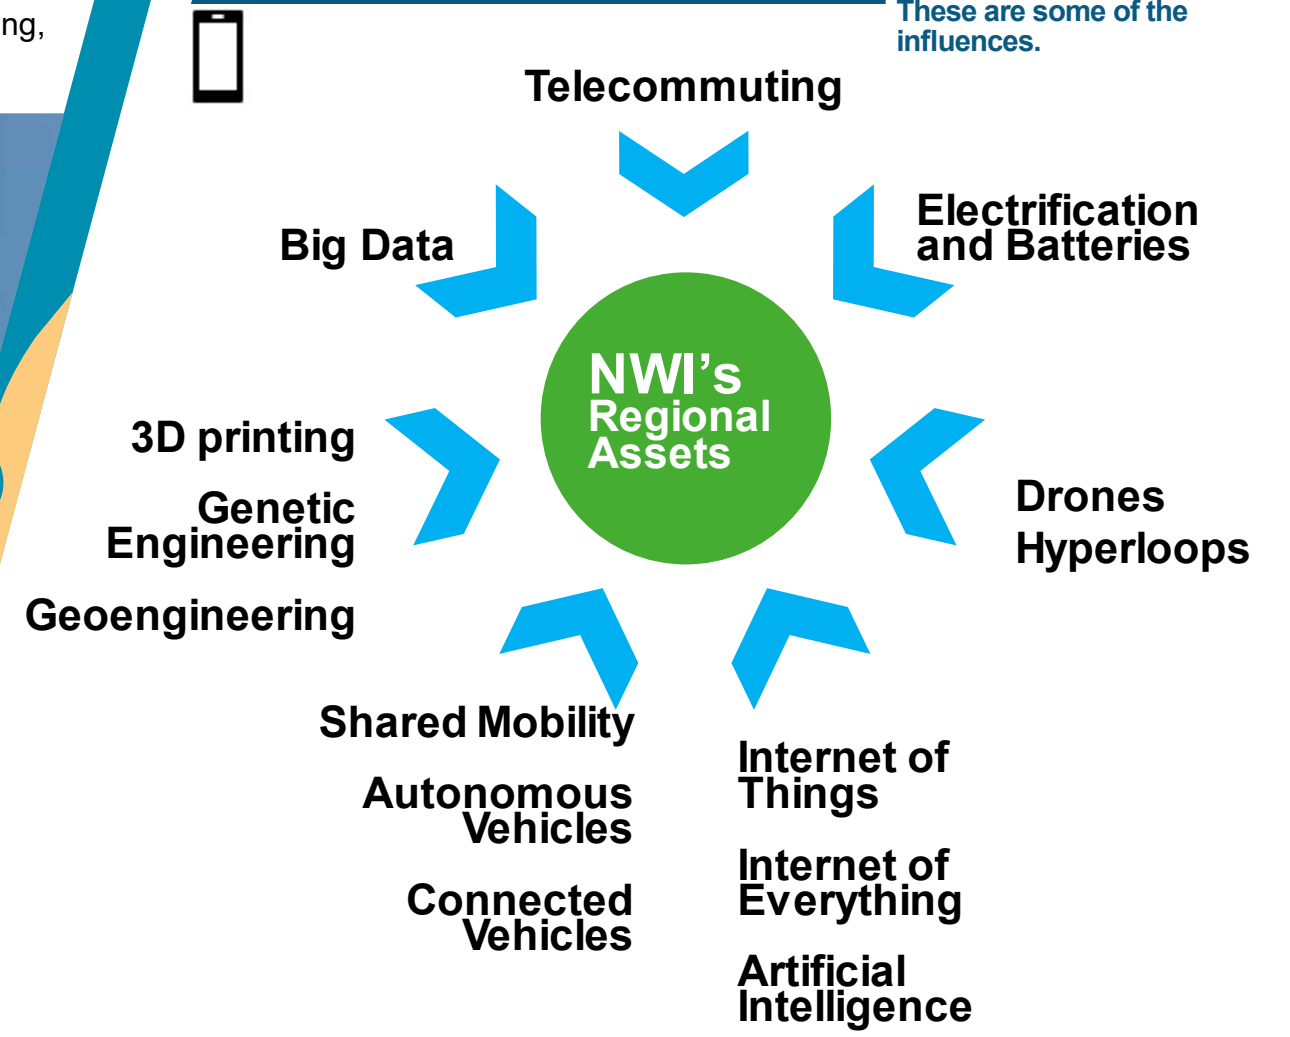 ng,
These are some of the
influences.
Telecommuting
Big Data
Electrification
and Batteries
NWI’s
Regional
Assets
3D printing
Genetic
Engineering
Geoengineering
Drones
Hyperloops
Shared Mobility
Autonomous
Vehicles
Connected
Vehicles
Internet of
Things
Internet of
Everything
Artificial
Intelligence